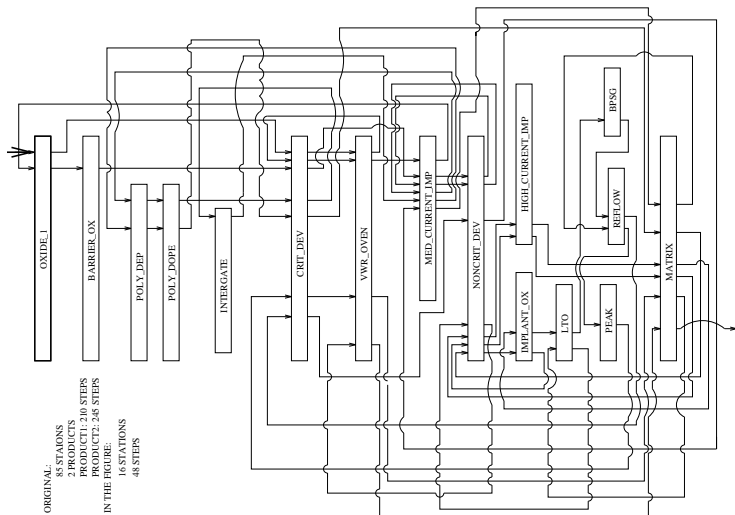 OXIDE_1
BARRIER_OX
POLY_DEP
POLY_DOPE
INTERGATE
CRIT_DEV
VWR_OVEN
MED_CURRENT_IMP
NONCRIT_DEV
HIGH_CURRENT_IMP
IMPLANT_OX
LTO
BPSG
REFLOW
PEAK
MATRIX
ORIGINAL:
85 STAIONS
2 PRODUCTS
PRODUCT1: 210 STEPS
PRODUCT2: 245 STEPS
IN THE FIGURE:
16 STATIONS
48 STEPS